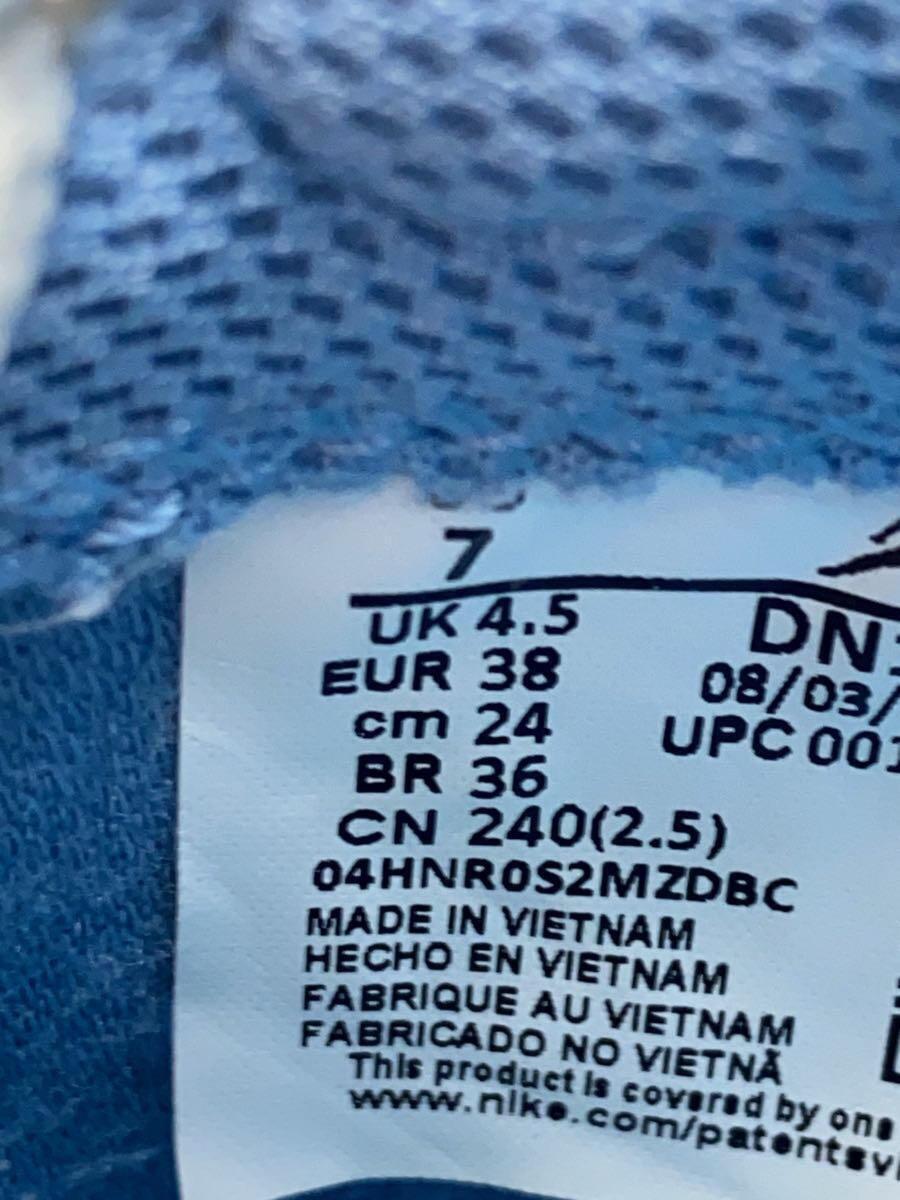 7
UK 4.5
EUR 38
cm 24
BR 36
CN 240(2.5)
04HNR0S2MZDBC
MADE IN VIETNAM
HECHO EN VIETNAM
FABRIQUE AU VIETNAM
FABRICADO NO VIETNÃ
This product is covered by one
www.nike.com/patents
DN
08/03/
UPC 001